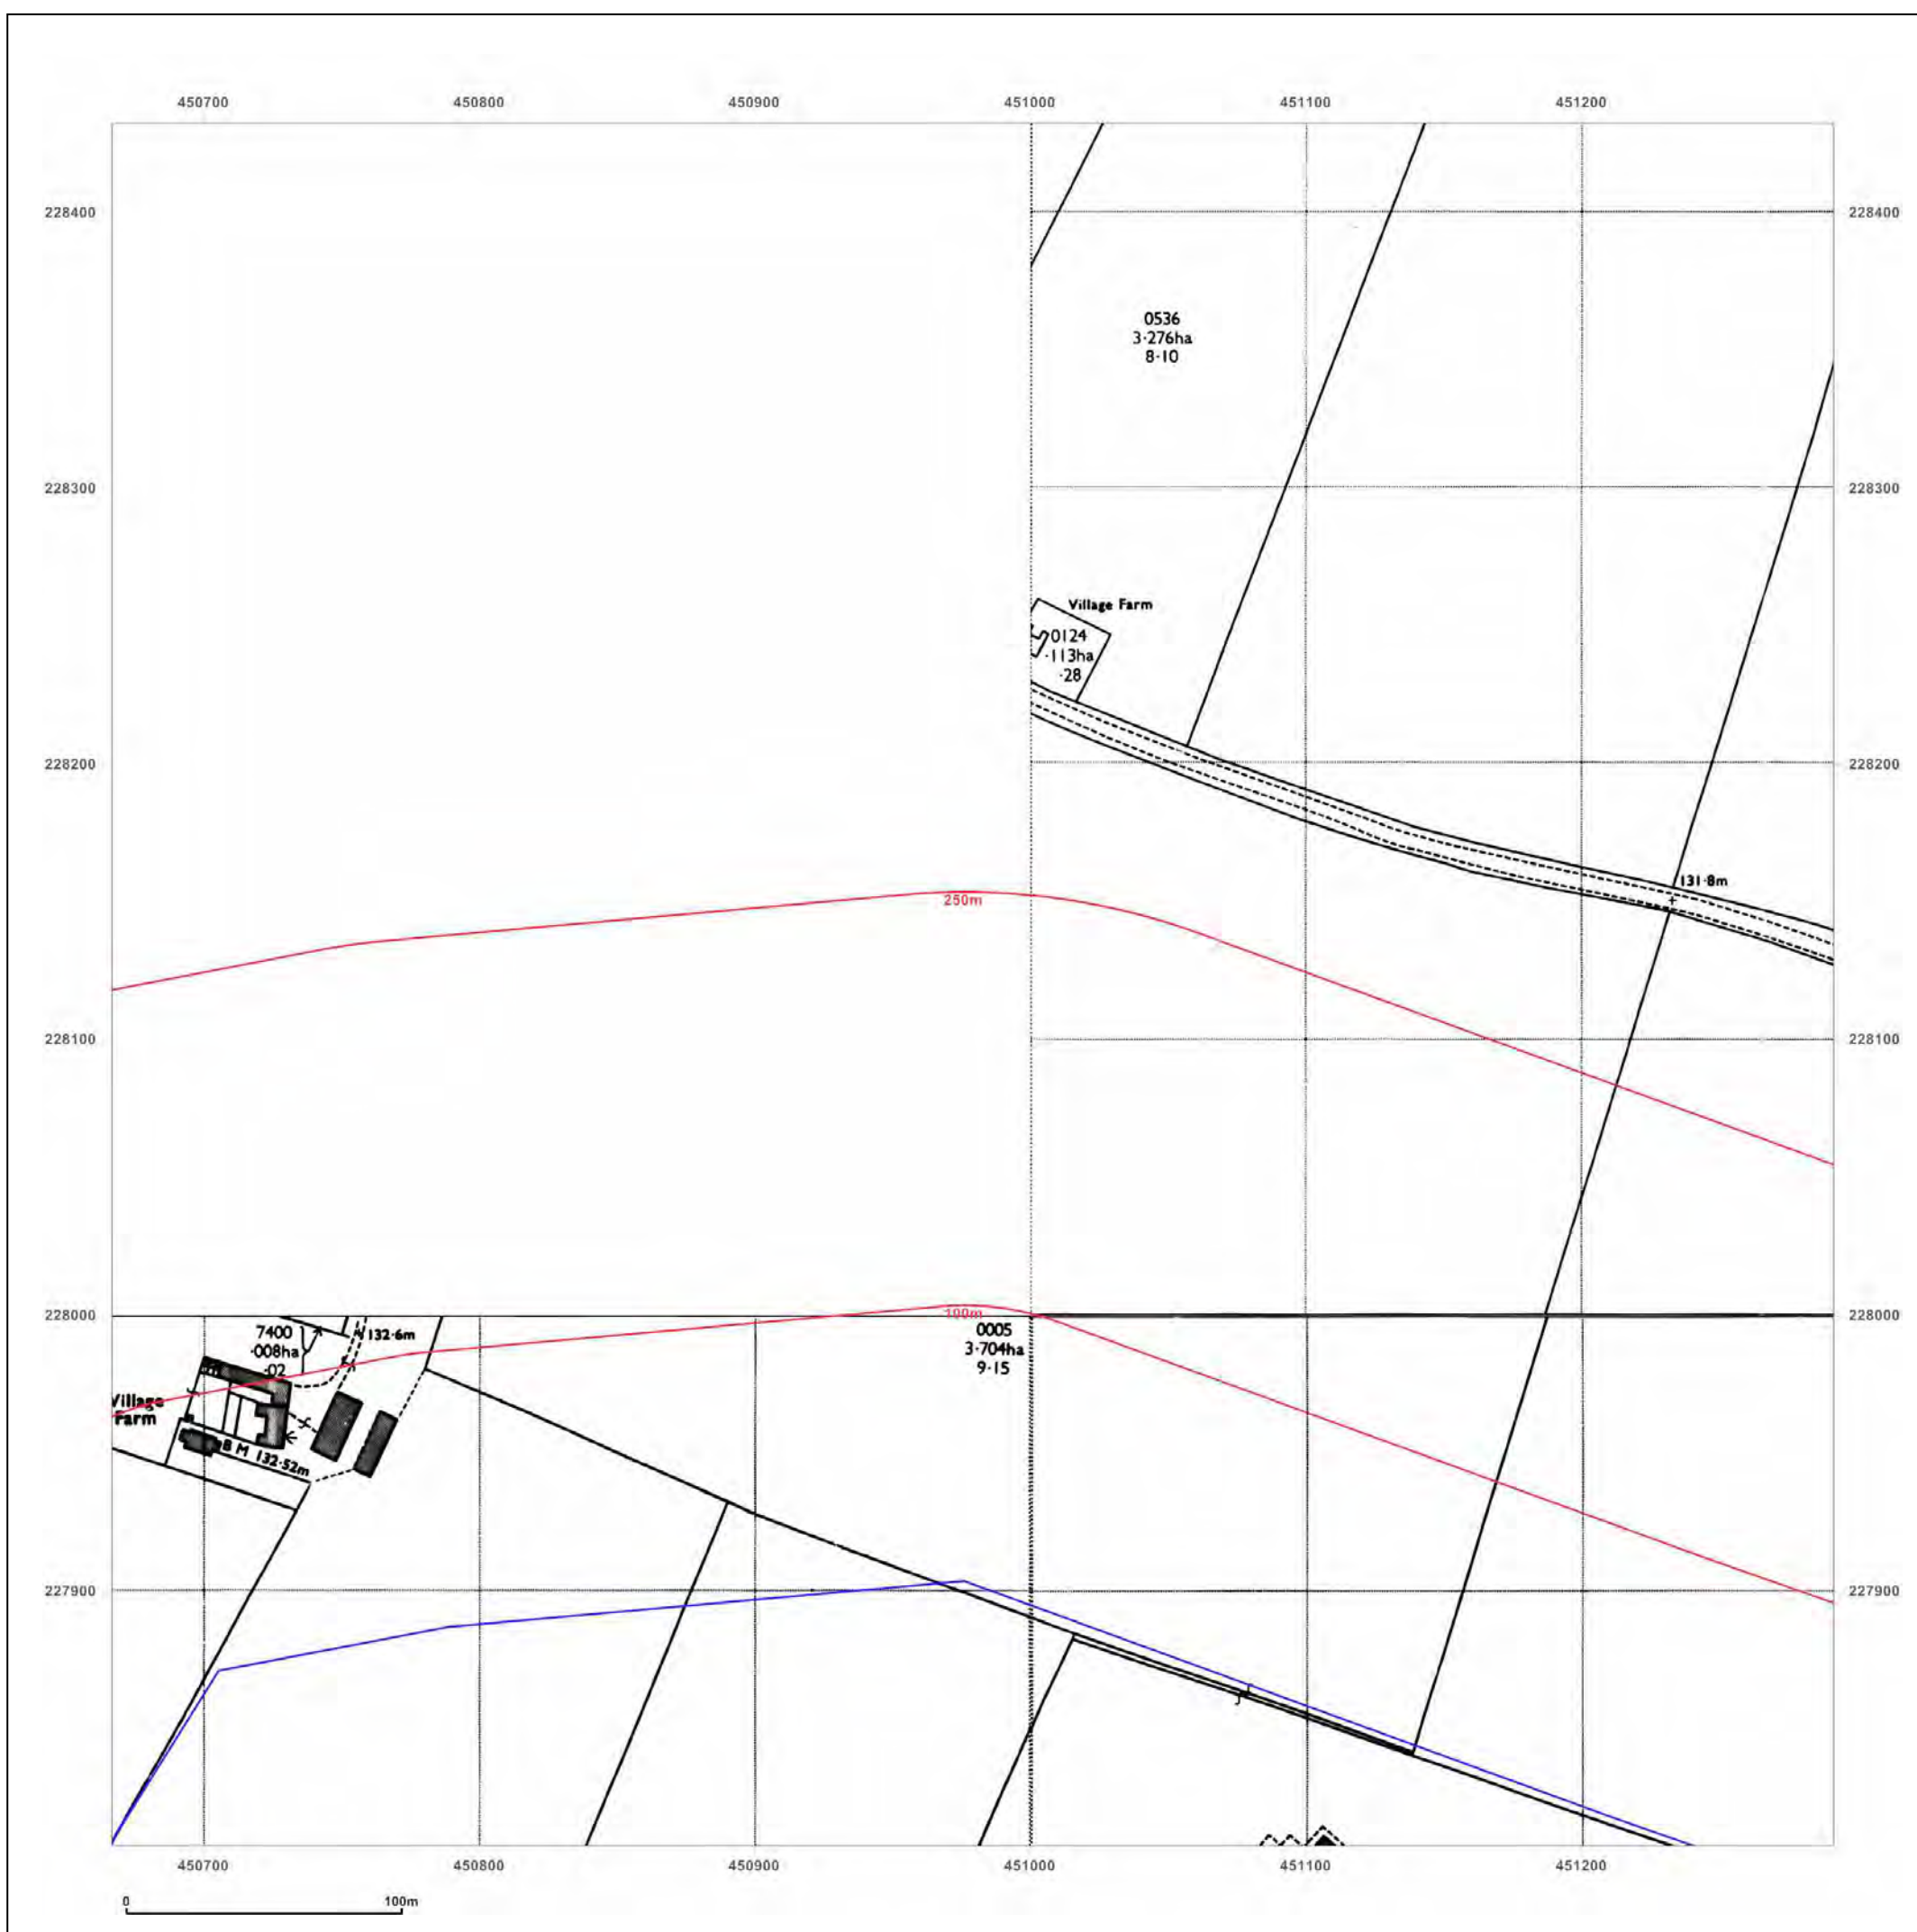 450700 450800 450900 451000 451100 451200
228400 228400
0536
3·276ha
8·10
228300 228300
Village Farm
0124
·113ha
·28
228200 228200
131·8m
250m
228100 228100
228000 228000
100m
7400
·008ha
·02
132·6m
0005
3·704ha
9·15
Village
Farm
B M 132·52m
227900 227900
450700 450800 450900 451000 451100 451200
0 100m